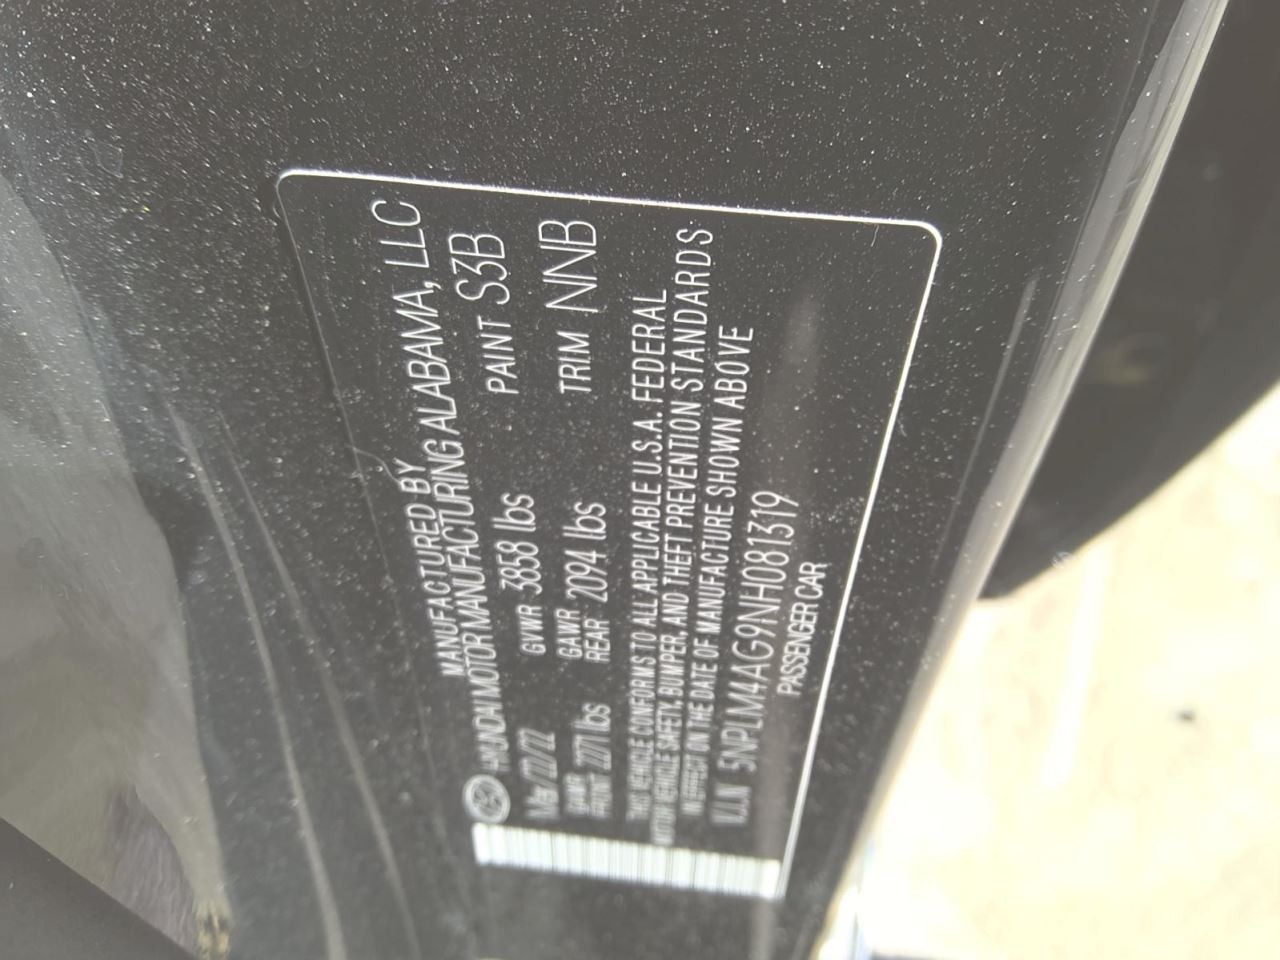 MANUFACTURED BY
HYUNDAI MOTOR MANUFACTURING ALABAMA, LLC
GVWR 3858 lbs PAINT S3B
GAWR FRONT 2271 lbs GAWR REAR 2094 lbs TRIM NNB
THIS VEHICLE CONFORMS TO ALL APPLICABLE U.S.A. FEDERAL
MOTOR VEHICLE SAFETY, BUMPER, AND THEFT PREVENTION STANDARDS
IN EFFECT ON THE DATE OF MANUFACTURE SHOWN ABOVE
V.I.N 5NPLM4AG9NH081319
PASSENGER CAR